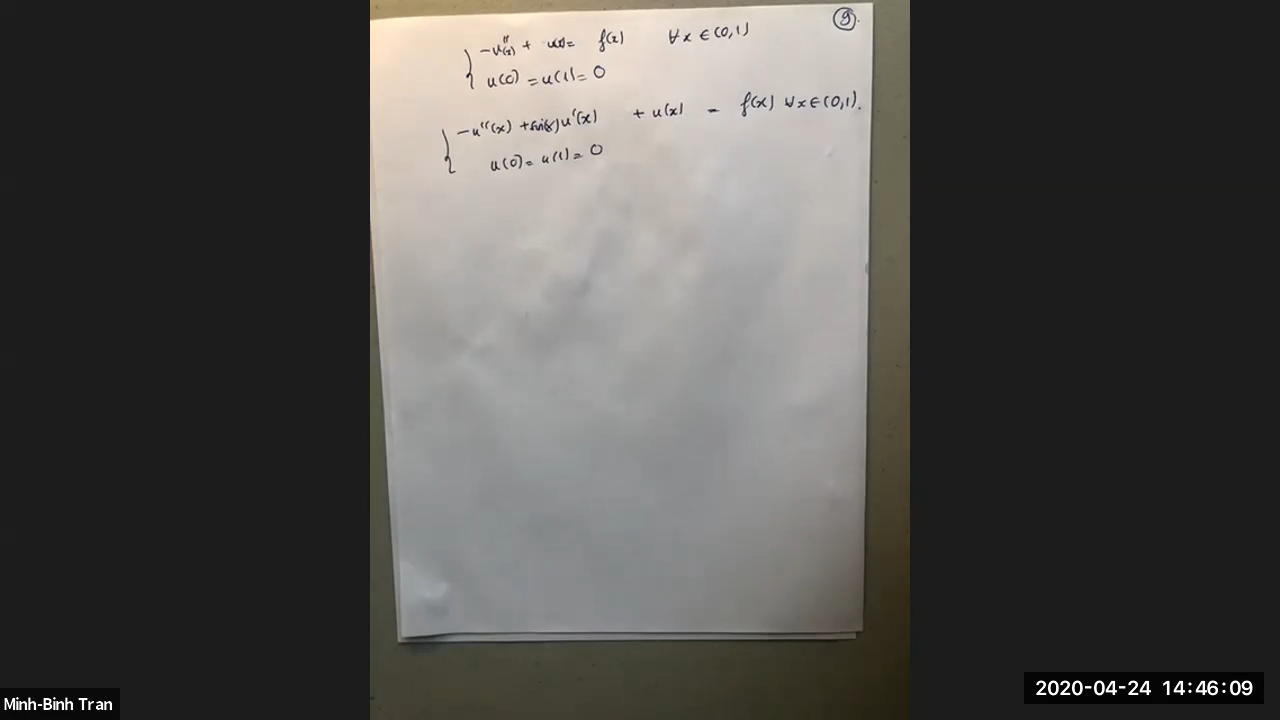 9.
-u''(x) + u(x) = f(x) ∀x ∈ (0,1)
u(0) = u(1) = 0
-u''(x) + sin(x) u'(x) + u(x) = f(x) ∀x ∈ (0,1).
u(0) = u(1) = 0
Minh-Binh Tran
2020-04-24 14:46:09